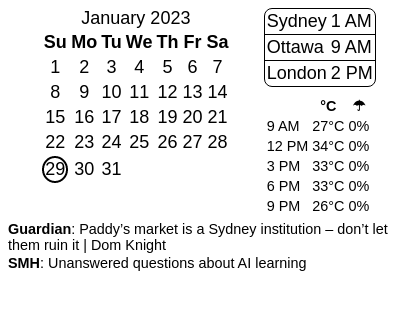 January 2023
Su Mo Tu We Th Fr Sa
1 2 3 4 5 6 7
8 9 10 11 12 13 14
15 16 17 18 19 20 21
22 23 24 25 26 27 28
29 30 31
Sydney 1 AM
Ottawa 9 AM
London 2 PM
°C ☂
9 AM 27°C 0%
12 PM 34°C 0%
3 PM 33°C 0%
6 PM 33°C 0%
9 PM 26°C 0%
Guardian: Paddy’s market is a Sydney institution – don’t let
them ruin it | Dom Knight
SMH: Unanswered questions about AI learning